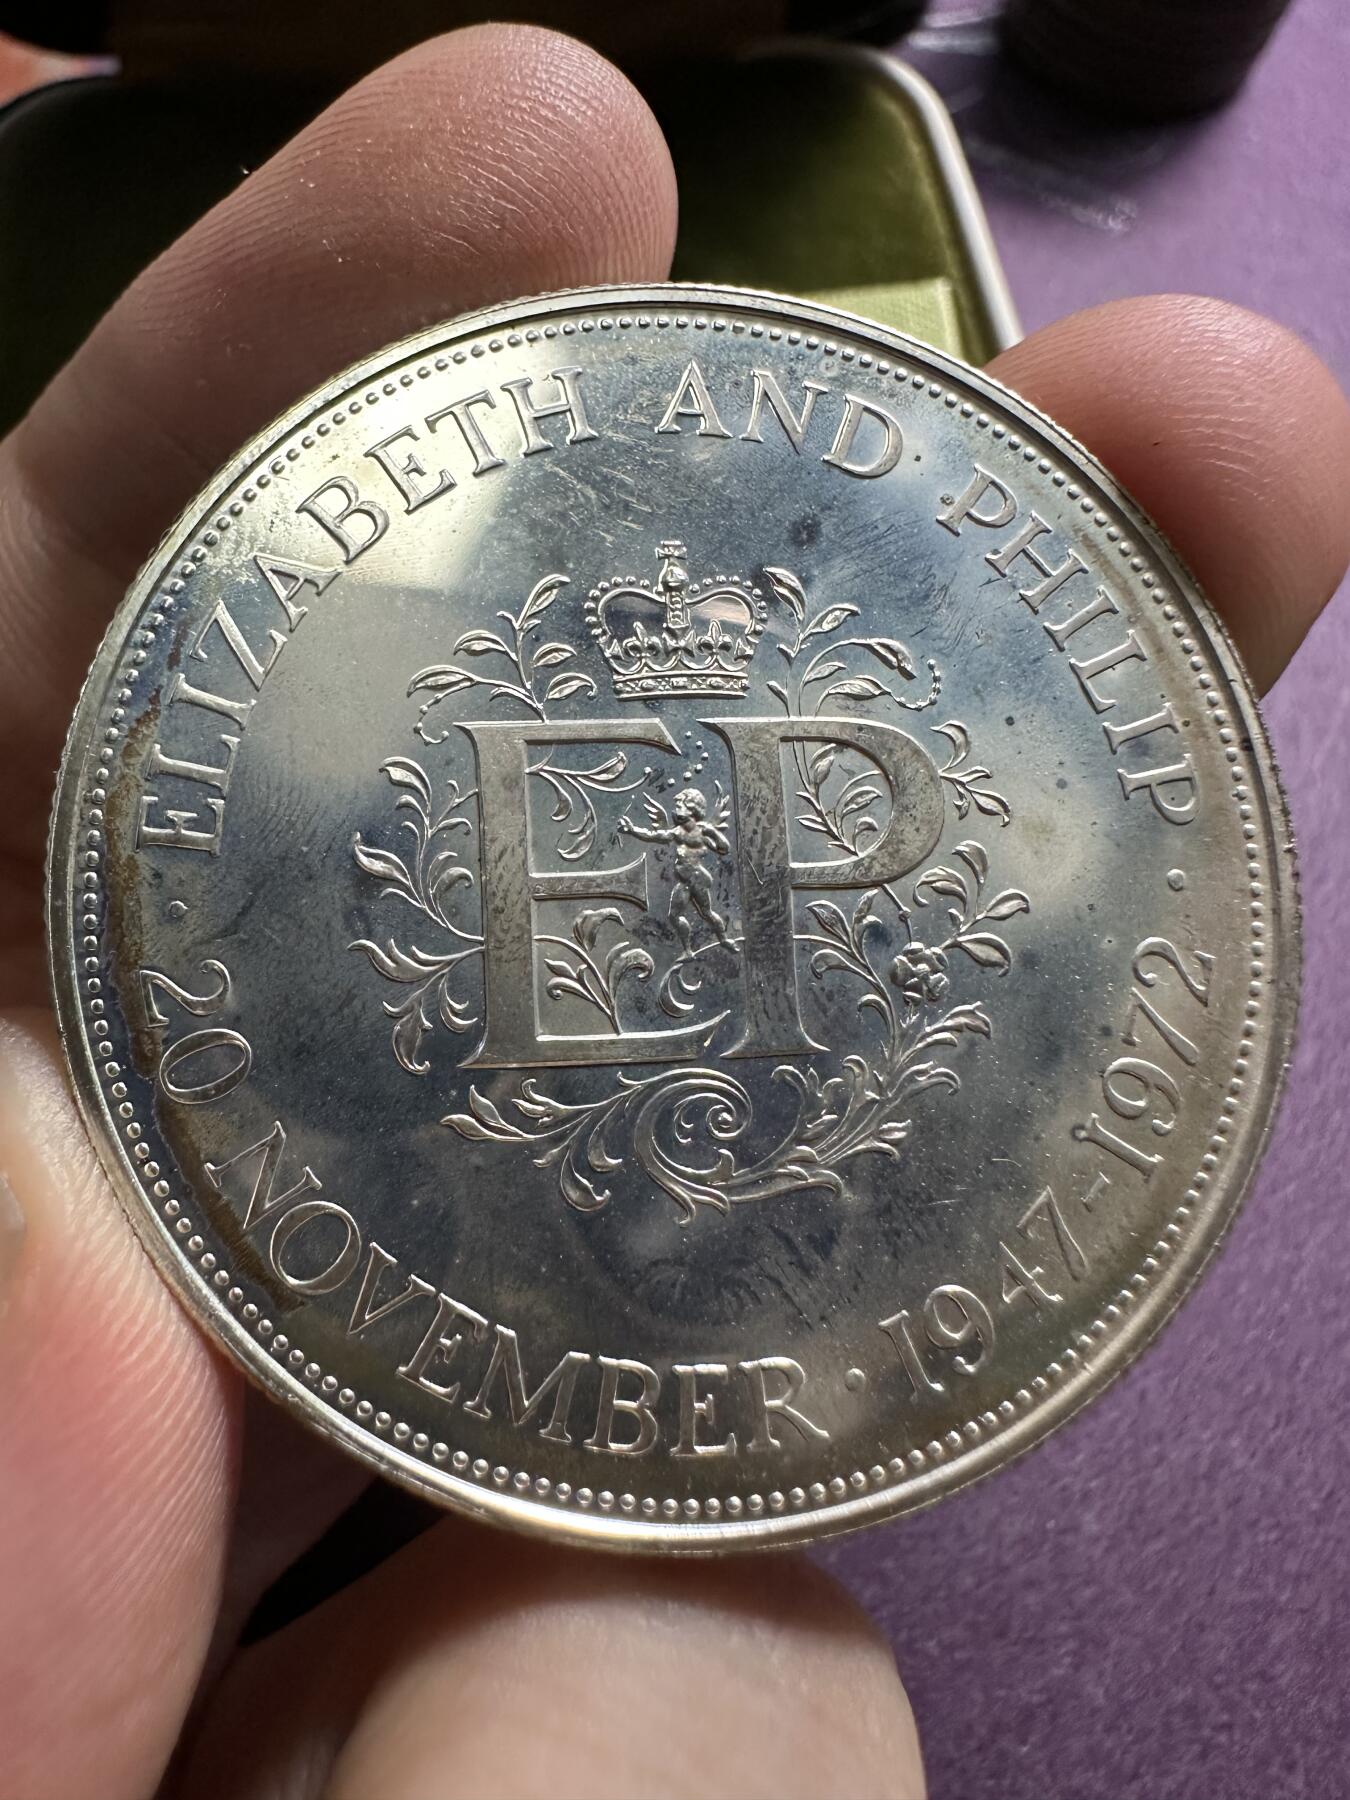 ELIZABETH AND PHILIP
· 20 NOVEMBER · 1947-1972 ·
EP